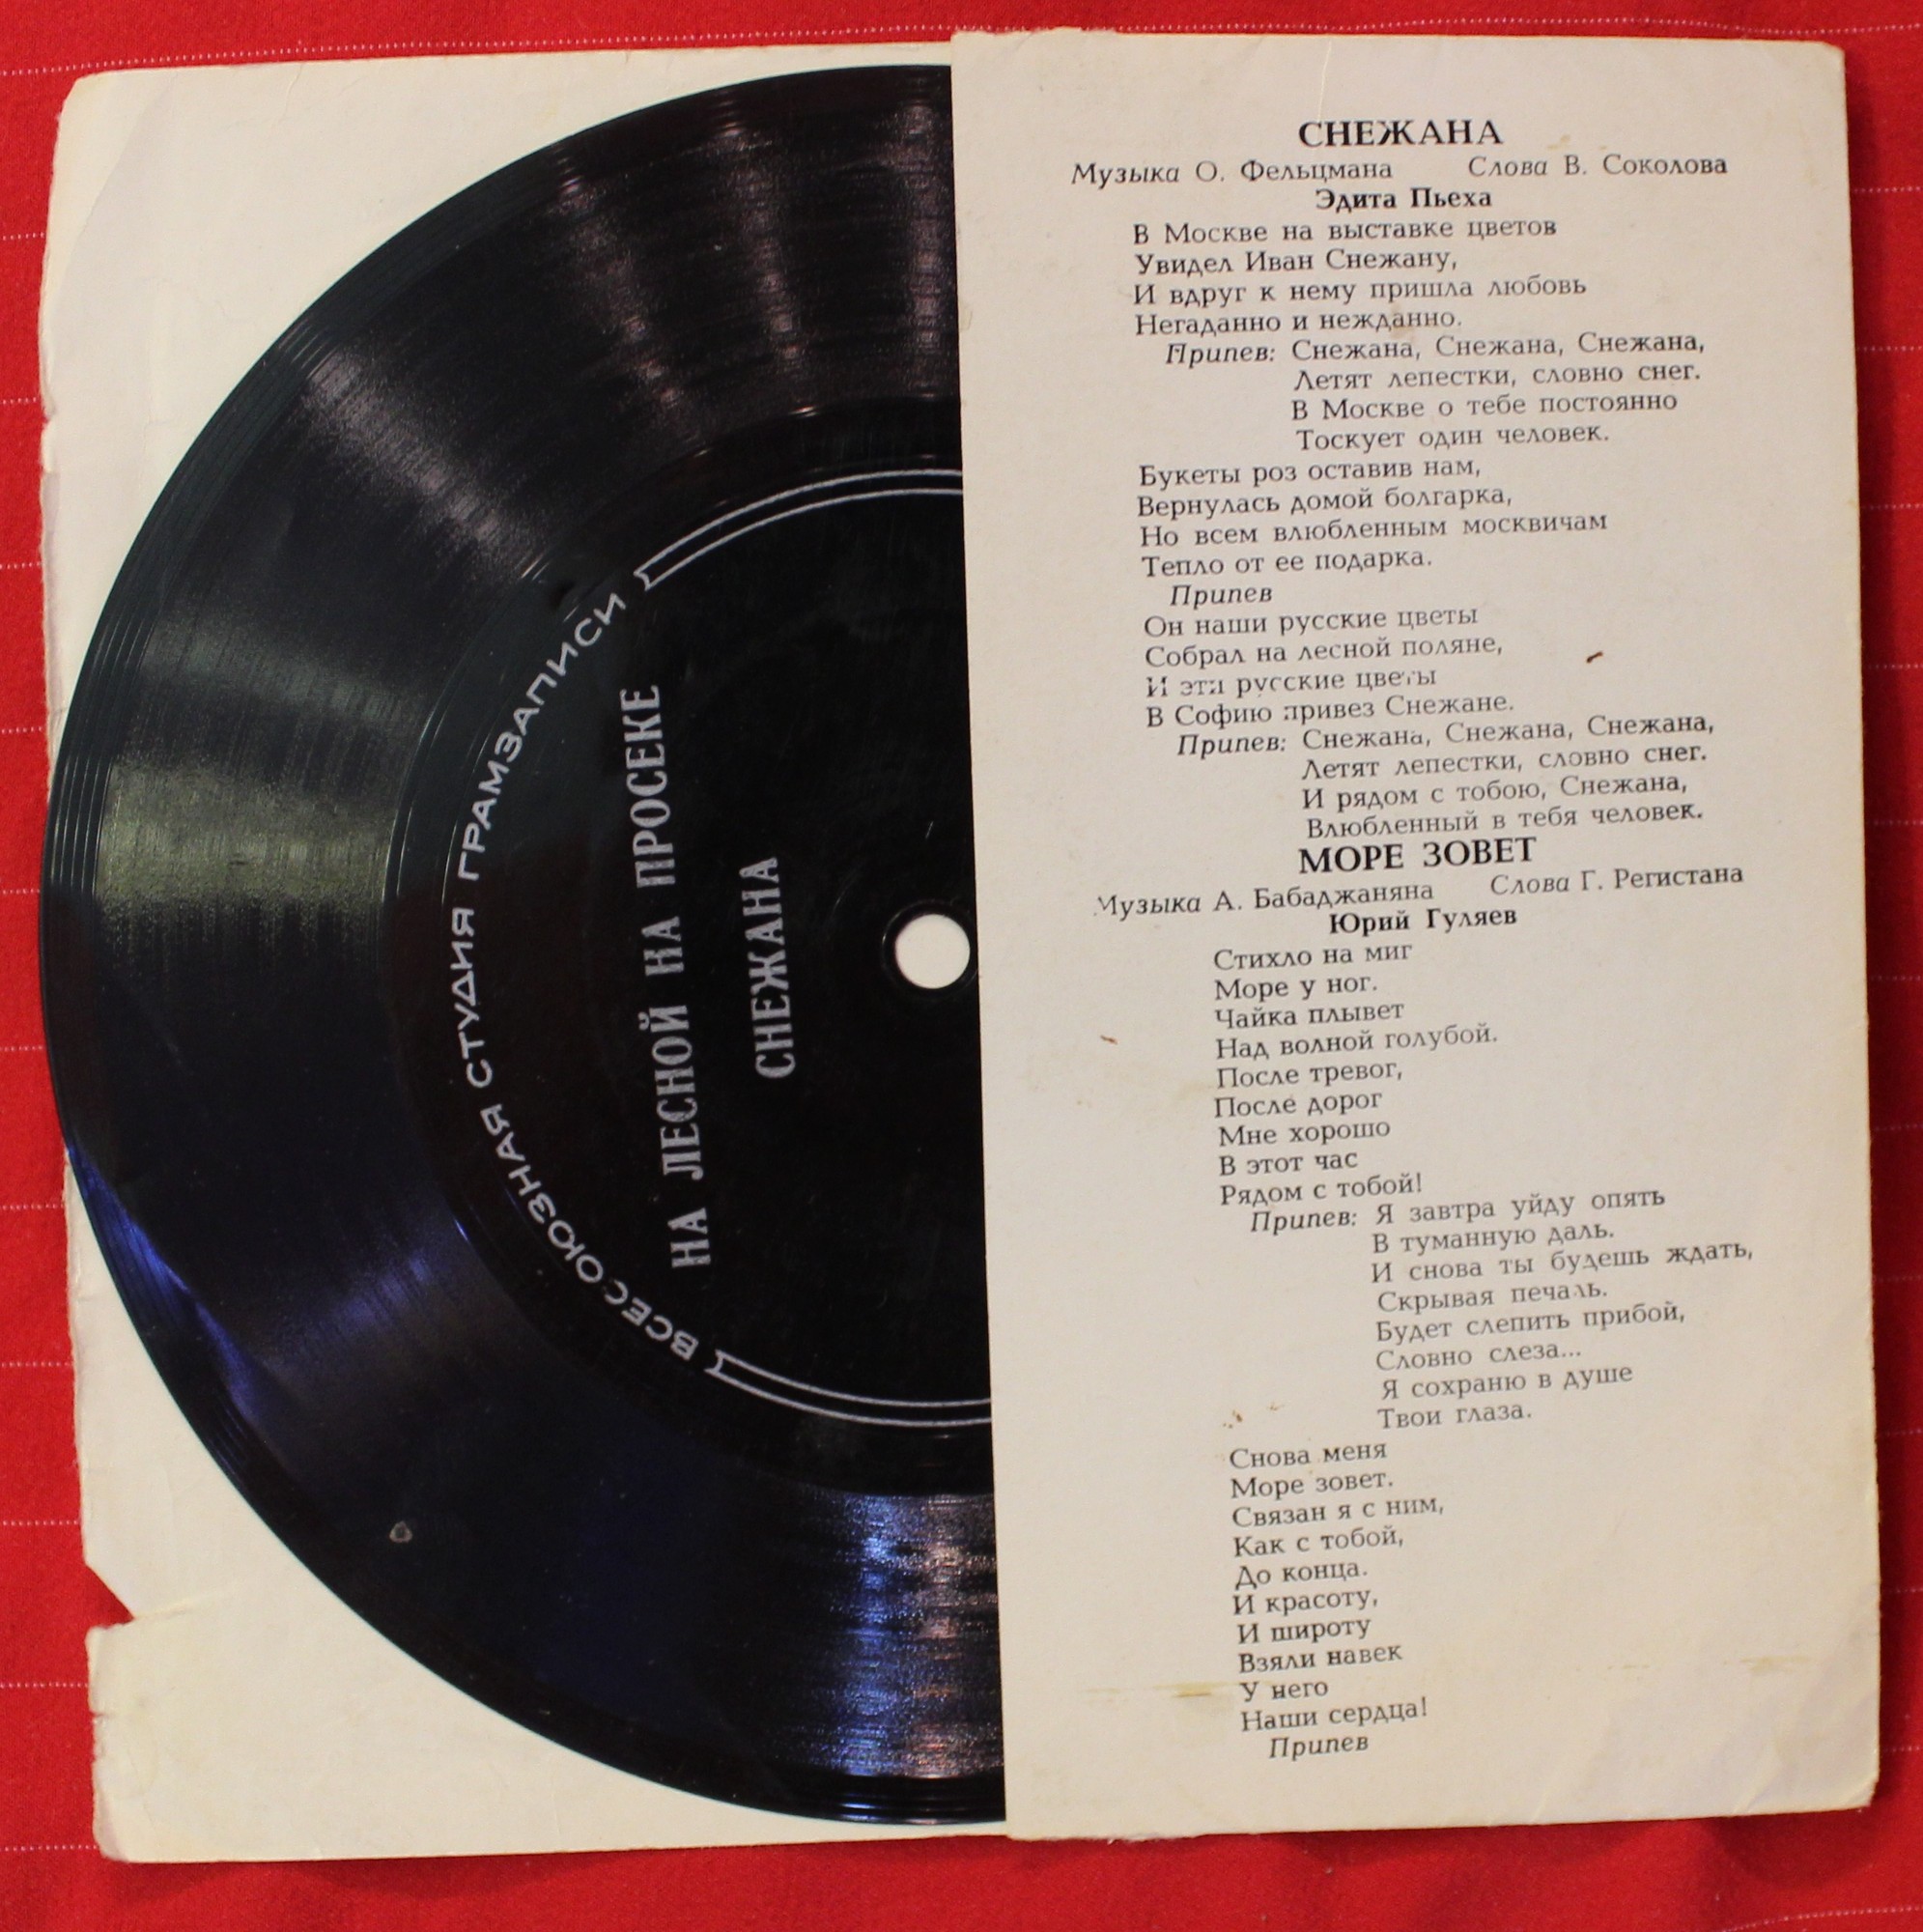 ВСЕСОЮЗНАЯ СТУДИЯ ГРАМЗАПИСИ
НА ЛЕСНОЙ НА ПРОСЕКЕ
СНЕЖАНА
СНЕЖАНА
Музыка О. Фельцмана Слова В. Соколова
Эдита Пьеха
В Москве на выставке цветов
Увидел Иван Снежану,
И вдруг к нему пришла любовь
Негаданно и нежданно.
Припев: Снежана, Снежана, Снежана,
Летят лепестки, словно снег.
В Москве о тебе постоянно
Тоскует один человек.
Букеты роз оставив нам,
Вернулась домой болгарка,
Но всем влюбленным москвичам
Тепло от ее подарка.
Припев
Он наши русские цветы
Собрал на лесной поляне,
И эти русские цветы
В Софию привез Снежане.
Припев: Снежана, Снежана, Снежана,
Летят лепестки, словно снег.
И рядом с тобою, Снежана,
Влюбленный в тебя человек.
МОРЕ ЗОВЕТ
Музыка А. Бабаджаняна Слова Г. Регистана
Юрий Гуляев
Стихло на миг
Море у ног.
Чайка плывет
Над волной голубой.
После тревог,
После дорог
Мне хорошо
В этот час
Рядом с тобой!
Припев: Я завтра уйду опять
В туманную даль.
И снова ты будешь ждать,
Скрывая печаль.
Будет слепить прибой,
Словно слеза...
Я сохраню в душе
Твои глаза.
Снова меня
Море зовет.
Связан я с ним,
Как с тобой,
До конца.
И красоту,
И широту
Взяли навек
У него
Наши сердца!
Припев